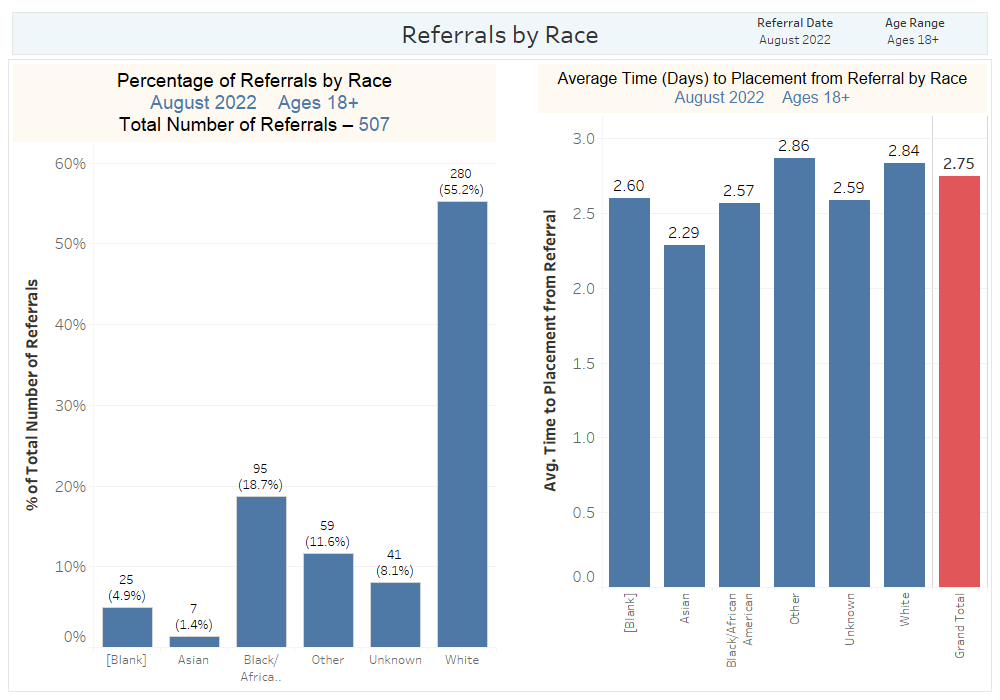 Referrals by Race
Referral Date
August 2022
Age Range
Ages 18+
Percentage of Referrals by Race
August 2022 Ages 18+
Total Number of Referrals – 507
% of Total Number of Referrals
60%
50%
40%
30%
20%
10%
0%
25
(4.9%)
7
(1.4%)
95
(18.7%)
59
(11.6%)
41
(8.1%)
280
(55.2%)
[Blank]
Asian
Black/
Africa..
Other
Unknown
White
Average Time (Days) to Placement from Referral by Race
August 2022 Ages 18+
Avg. Time to Placement from Referral
3.0
2.5
2.0
1.5
1.0
0.5
0.0
2.60
2.29
2.57
2.86
2.59
2.84
2.75
[Blank]
Asian
Black/African
American
Other
Unknown
White
Grand Total